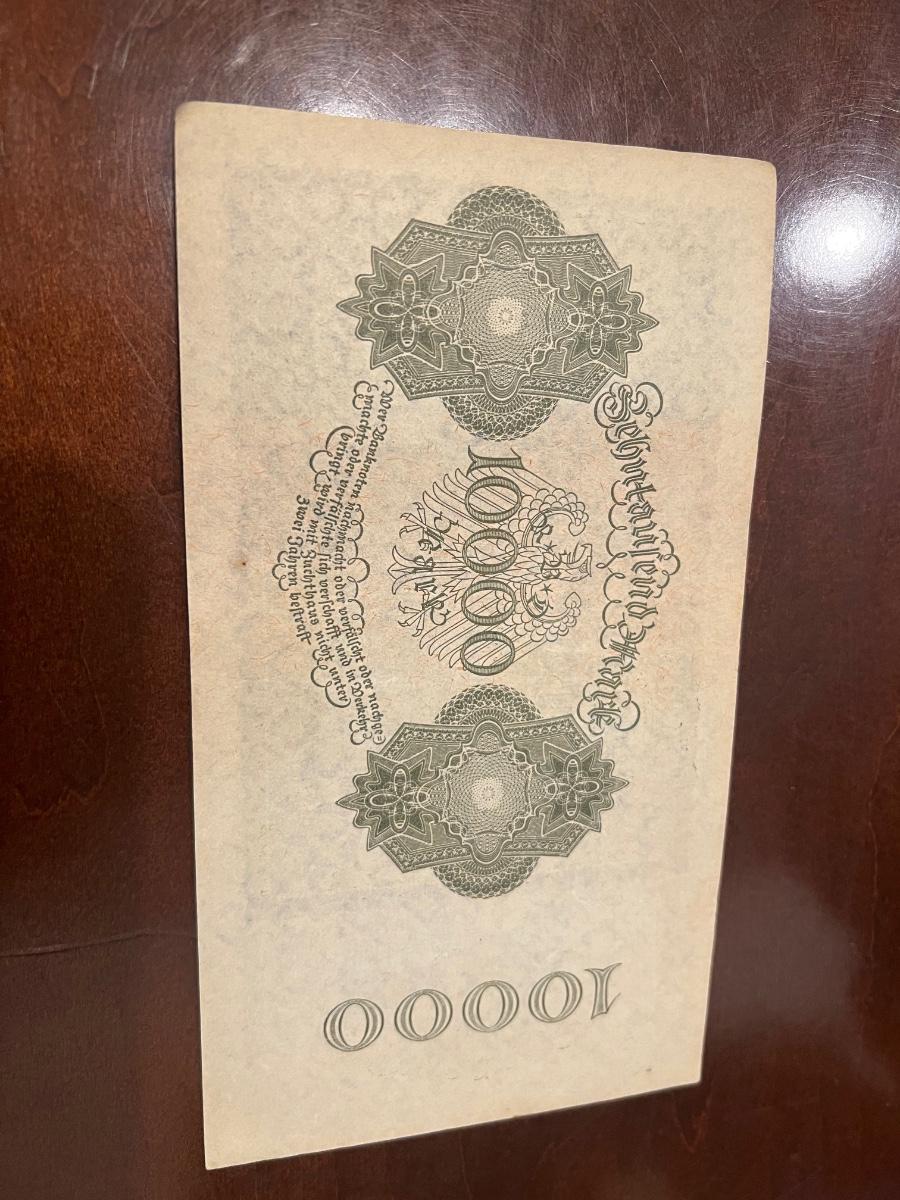 Zehntausend Mark
10000
Mark
Wer Banknoten nachmacht oder verfälscht oder nachge=
machte oder verfälschte sich verschafft und in Verkehr
bringt, wird mit Zuchthaus nicht unter
Zwei Jahren bestraft
10000